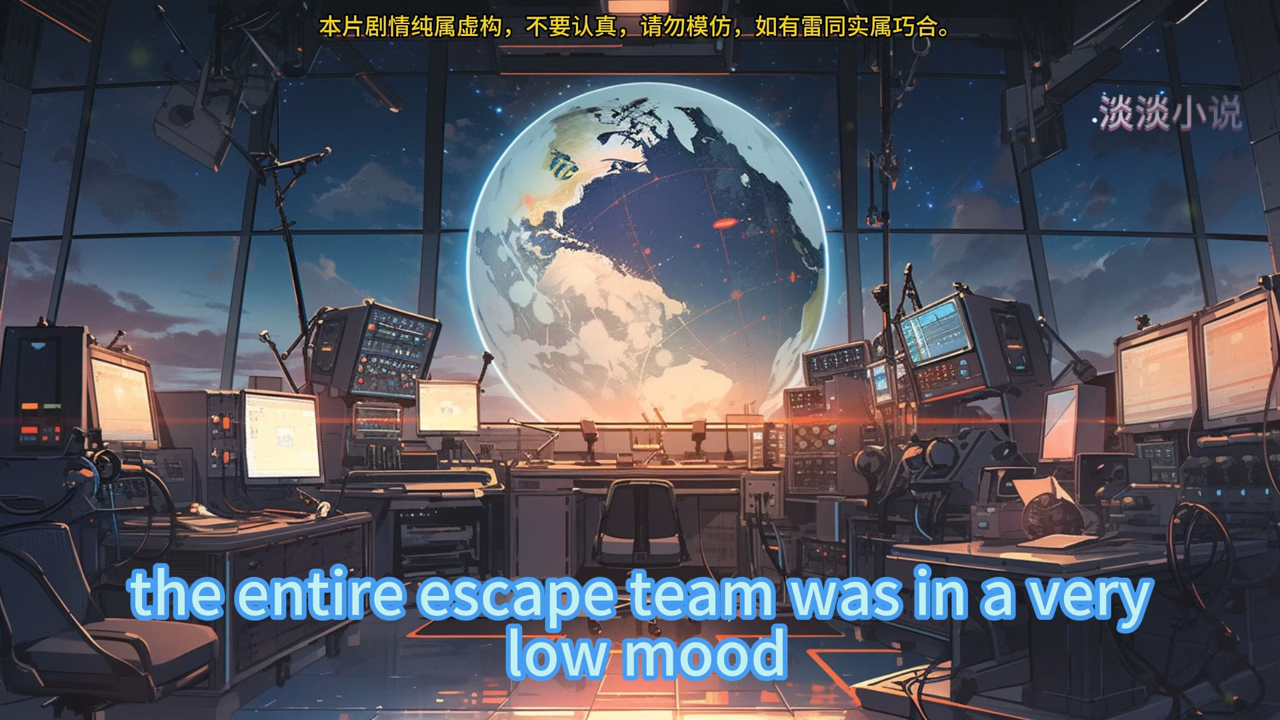 本片剧情纯属虚构，不要认真，请勿模仿，如有雷同实属巧合。
淡淡小说
the entire escape team was in a very
low mood